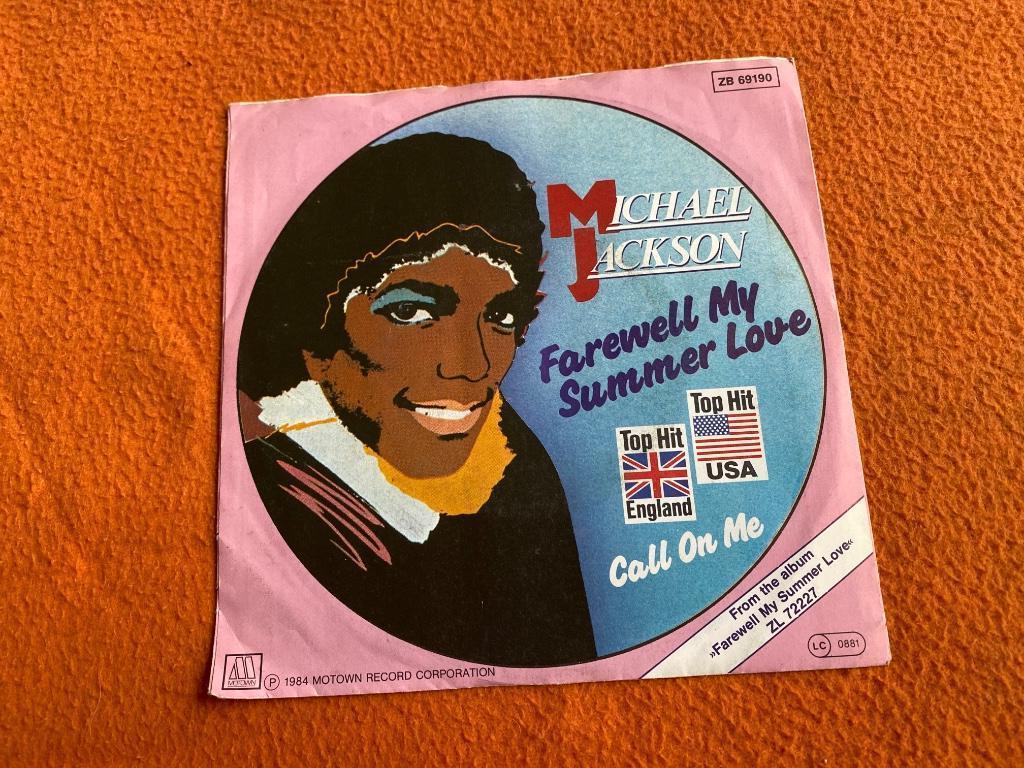 ZB 69190
MICHAEL
JACKSON
Farewell My
Summer Love
Top Hit
USA
Top Hit
England
Call On Me
From the album
»Farewell My Summer Love«
ZL 72227
LC 0881
MOTOWN
Ⓟ 1984 MOTOWN RECORD CORPORATION